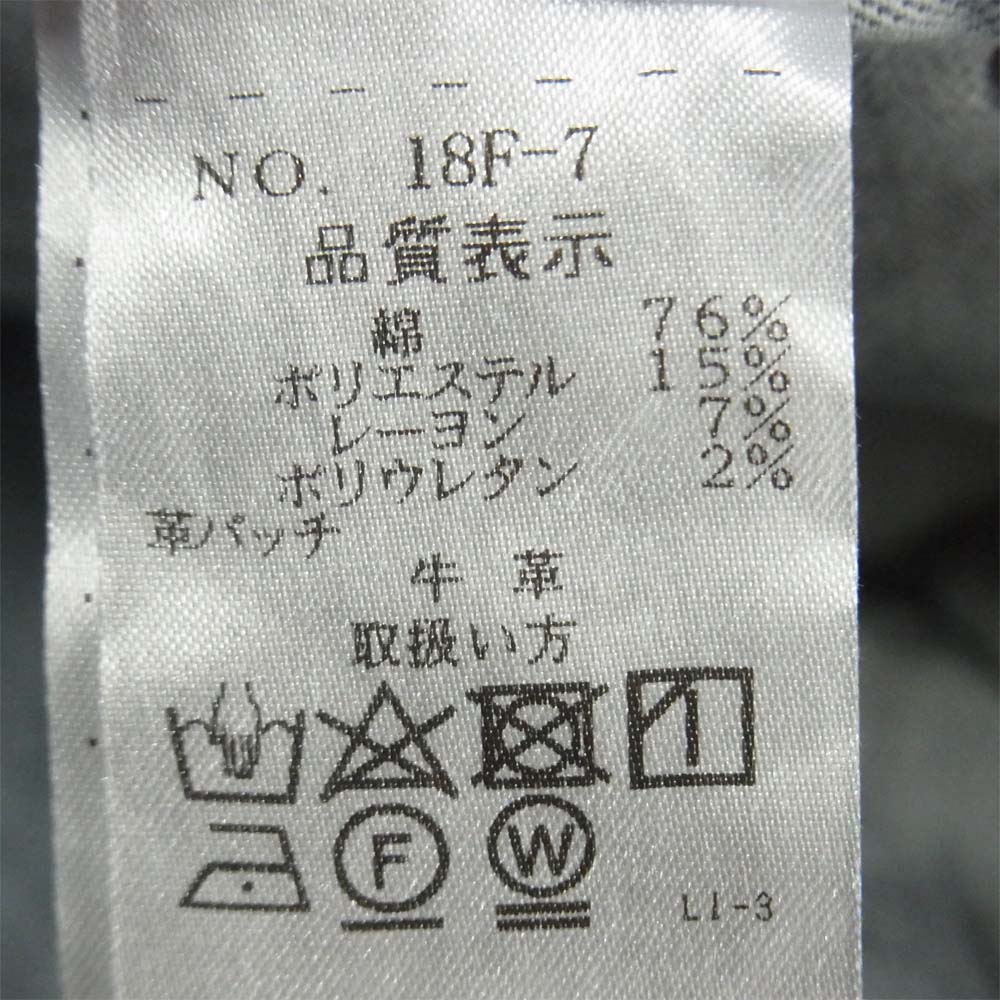 NO. 18F-7
品質表示
綿 76%
ポリエステル 15%
レーヨン 7%
ポリウレタン 2%
革パッチ
牛革
取扱い方
F W
L1-3